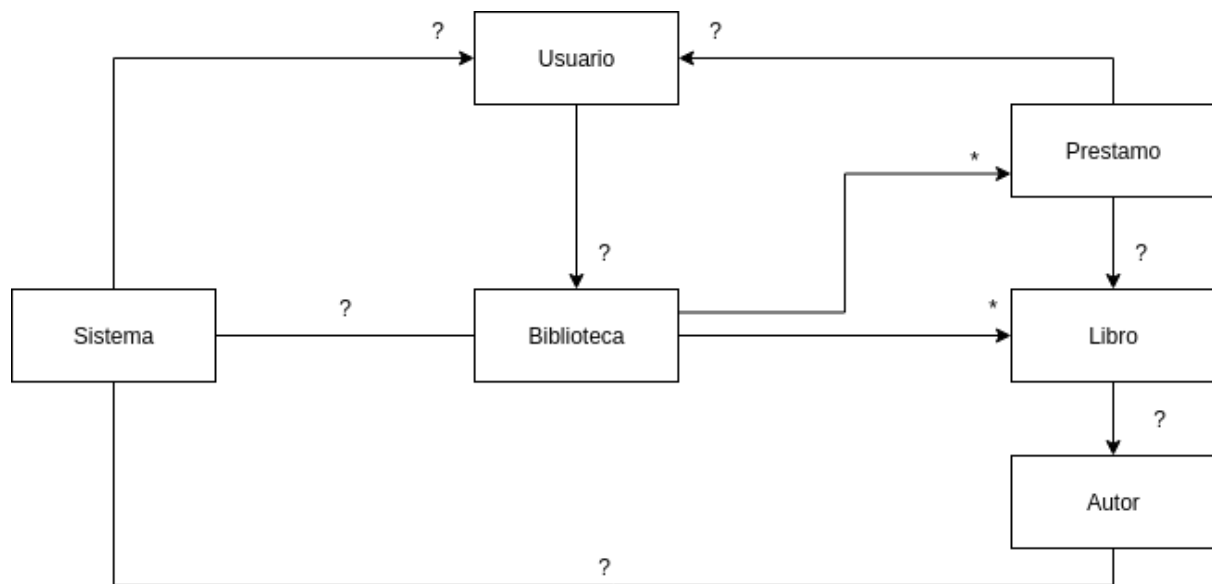 ?
?
Usuario
Prestamo
*
?
?
?
*
Sistema
Biblioteca
Libro
?
Autor
?